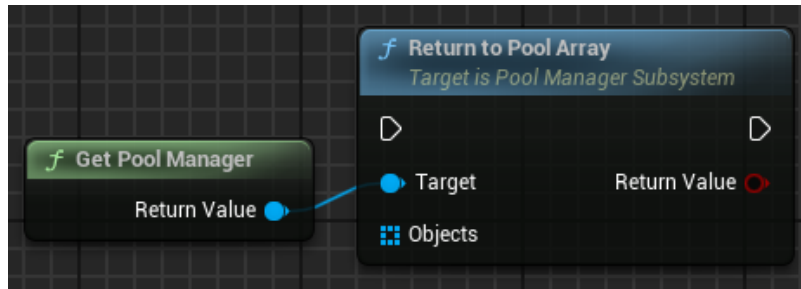 f Return to Pool Array
Target is Pool Manager Subsystem
f Get Pool Manager
Return Value
Target
Return Value
Objects